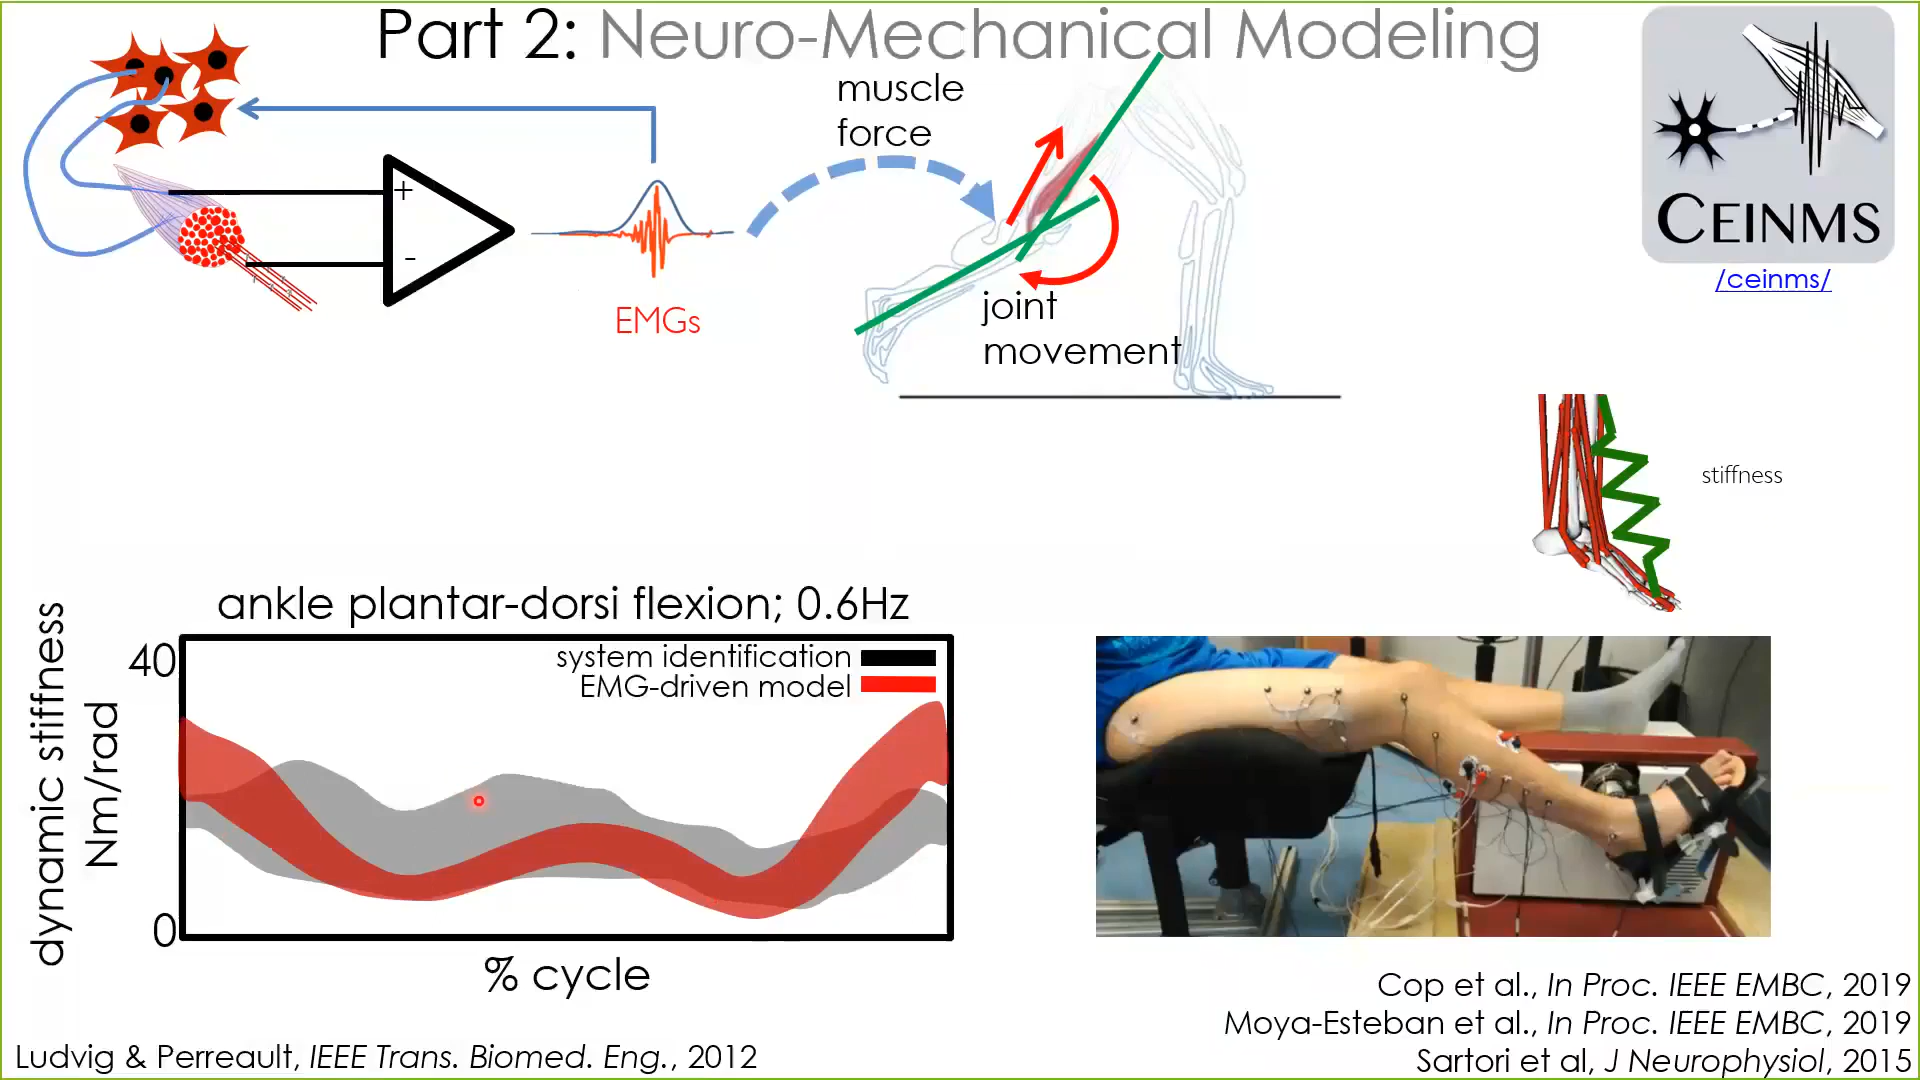 Part 2: Neuro-Mechanical Modeling
muscle
force
+
-
EMGs
joint
movement
CEINMS
/ceinms/
stiffness
ankle plantar-dorsi flexion; 0.6Hz
system identification
EMG-driven model
40
0
dynamic stiffness
Nm/rad
% cycle
Cop et al., In Proc. IEEE EMBC, 2019
Moya-Esteban et al., In Proc. IEEE EMBC, 2019
Sartori et al, J Neurophysiol, 2015
Ludvig & Perreault, IEEE Trans. Biomed. Eng., 2012